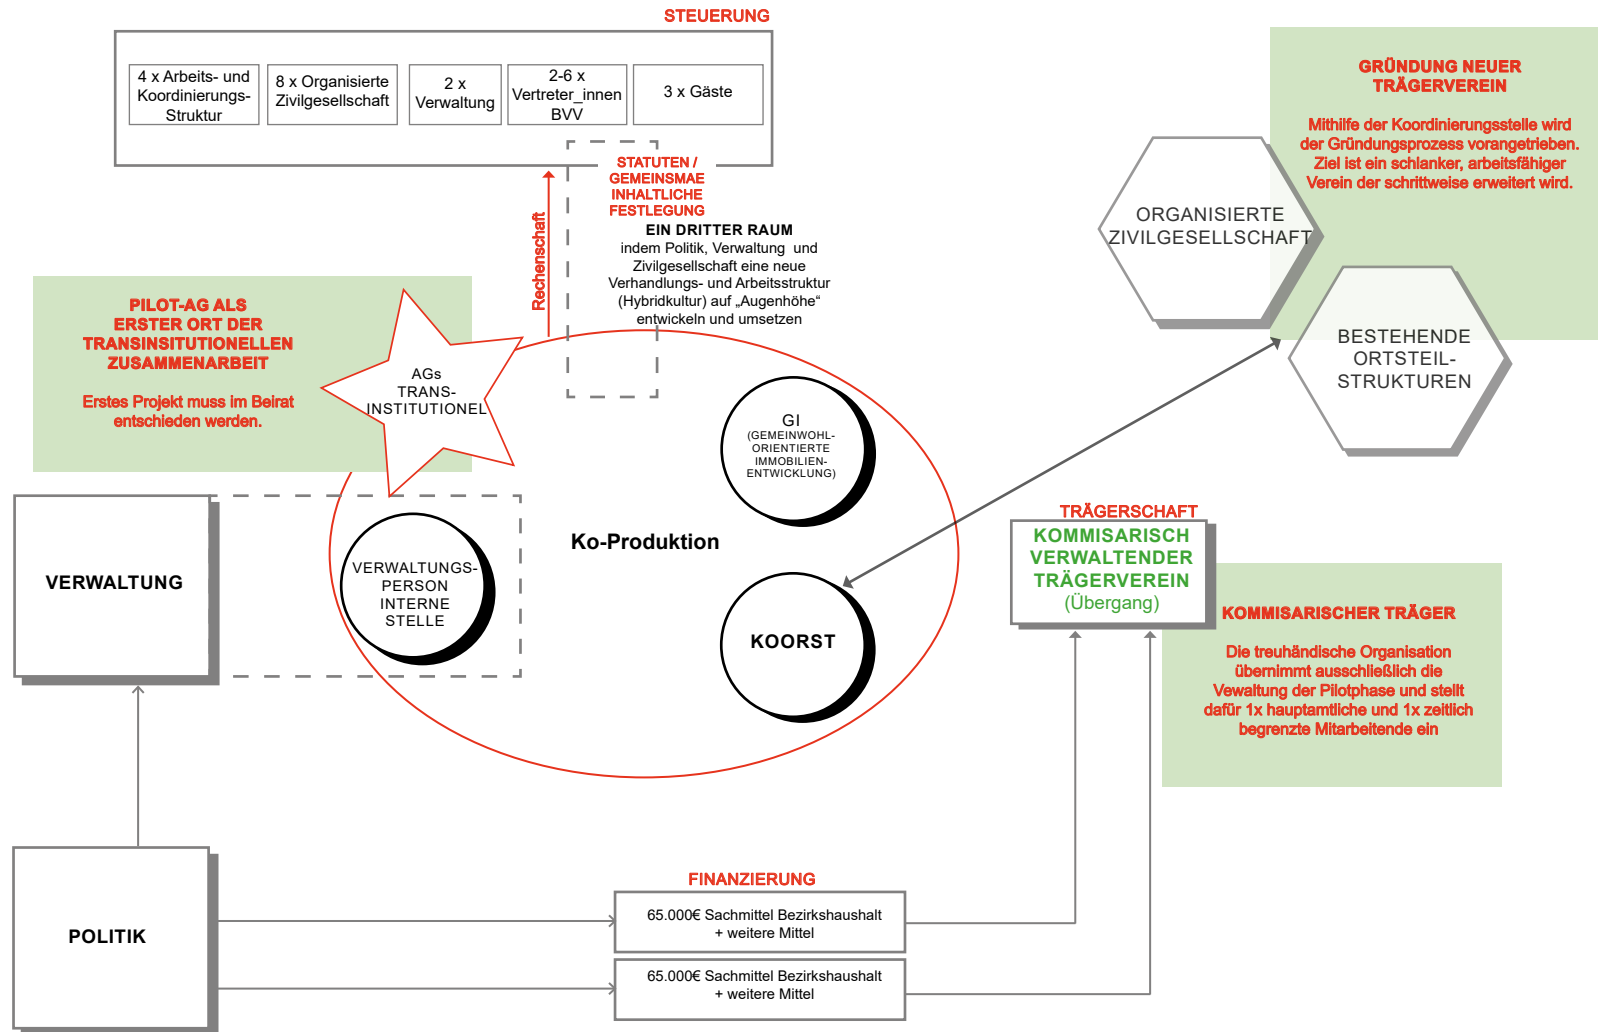 STEUERUNG
4 x Arbeits- und
Koordinierungs-
Struktur
8 x Organisierte
Zivilgesellschaft
2 x
Verwaltung
2-6 x
Vertreter_innen
BVV
3 x Gäste
STATUTEN /
GEMEINSMAE
INHALTLICHE
FESTLEGUNG
Rechenschaft
EIN DRITTER RAUM
indem Politik, Verwaltung und
Zivilgesellschaft eine neue
Verhandlungs- und Arbeitsstruktur
(Hybridkultur) auf „Augenhöhe“
entwickeln und umsetzen
GRÜNDUNG NEUER
TRÄGERVEREIN
Mithilfe der Koordinierungsstelle wird
der Gründungsprozess vorangetrieben.
Ziel ist ein schlanker, arbeitsfähiger
Verein der schrittweise erweitert wird.
ORGANISIERTE
ZIVILGESELLSCHAFT
BESTEHENDE
ORTSTEIL-
STRUKTUREN
PILOT-AG ALS
ERSTER ORT DER
TRANSINSITUTIONELLEN
ZUSAMMENARBEIT
Erstes Projekt muss im Beirat
entschieden werden.
AGs
TRANS-
INSTITUTIONEL
GI
(GEMEINWOHL-
ORIENTIERTE
IMMOBILIEN-
ENTWICKLUNG)
Ko-Produktion
VERWALTUNG
VERWALTUNGS-
PERSON
INTERNE
STELLE
KOORST
TRÄGERSCHAFT
KOMMISARISCH
VERWALTENDER
TRÄGERVEREIN
(Übergang)
KOMMISARISCHER TRÄGER
Die treuhändische Organisation
übernimmt ausschließlich die
Vewaltung der Pilotphase und stellt
dafür 1x hauptamtliche und 1x zeitlich
begrenzte Mitarbeitende ein
POLITIK
FINANZIERUNG
65.000€ Sachmittel Bezirkshaushalt
+ weitere Mittel
65.000€ Sachmittel Bezirkshaushalt
+ weitere Mittel